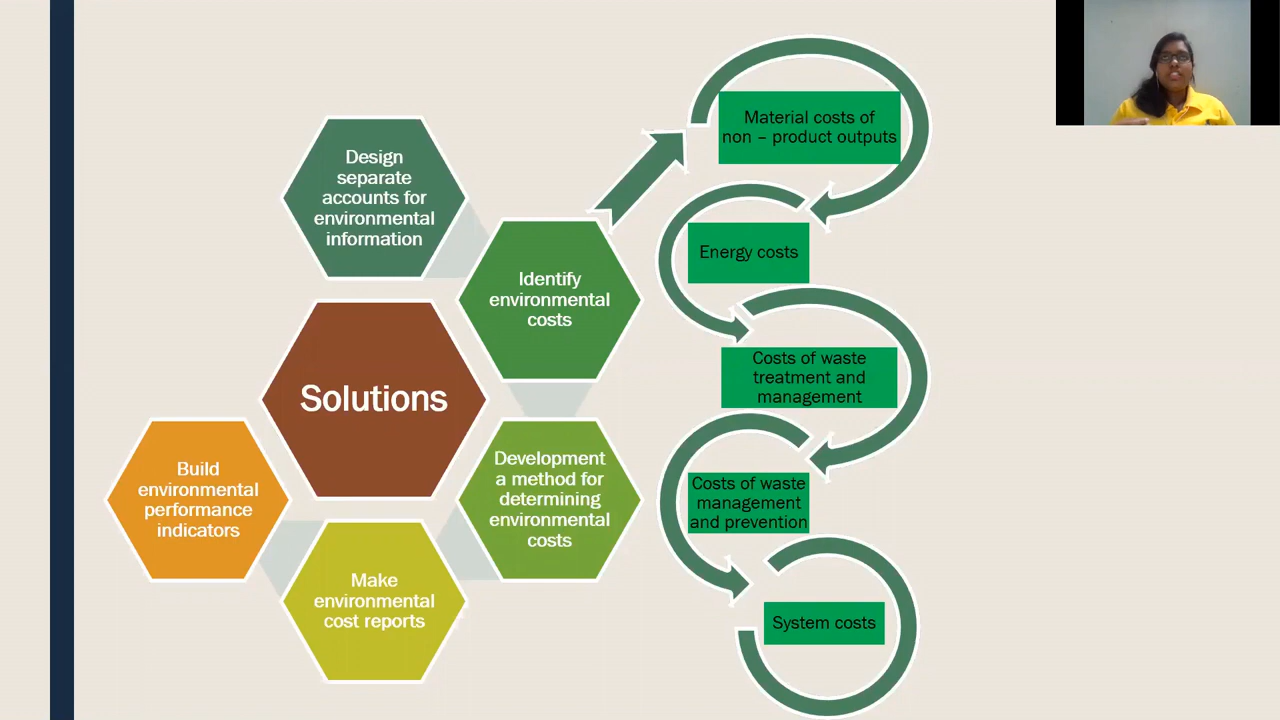 Design
separate
accounts for
environmental
information
Identify
environmental
costs
Solutions
Development
a method for
determining
environmental
costs
Make
environmental
cost reports
Build
environmental
performance
indicators
Material costs of
non – product outputs
Energy costs
Costs of waste
treatment and
management
Costs of waste
management
and prevention
System costs